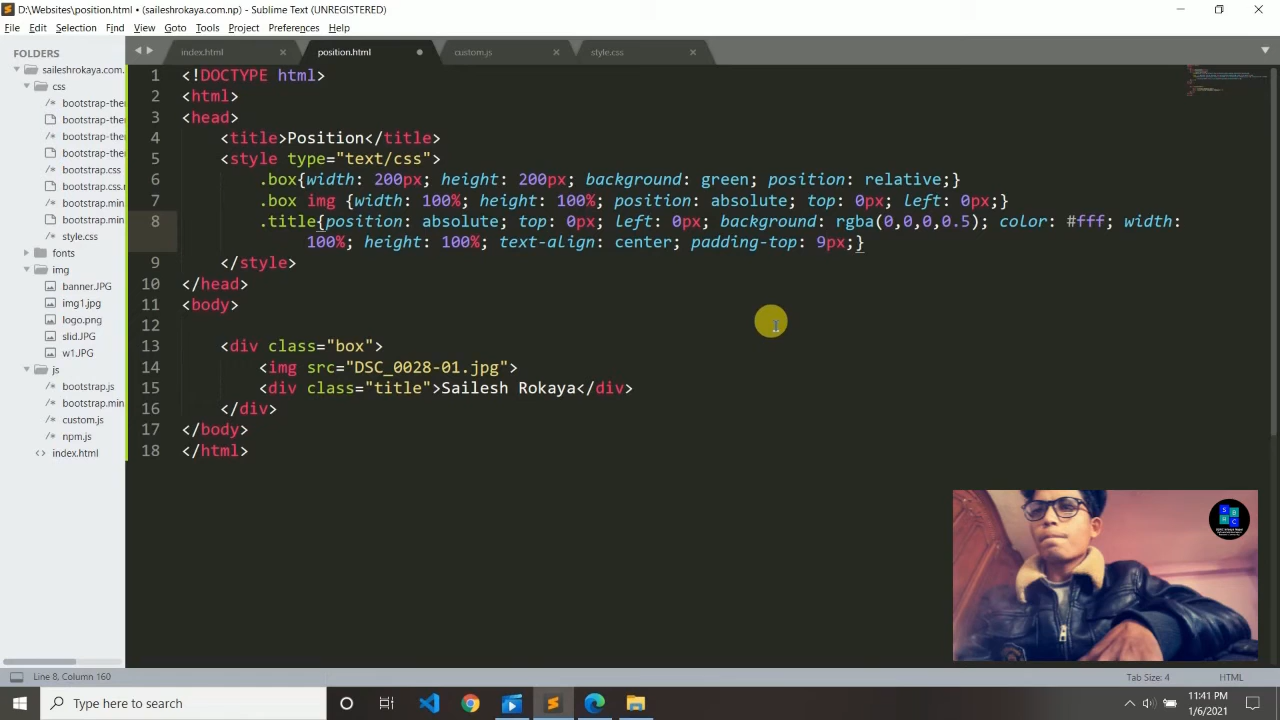 D:\Websites\position.html • (saileshrokaya.com.np) - Sublime Text (UNREGISTERED)
File Edit Selection Find View Goto Tools Project Preferences Help
FOLDERS
saileshrokaya.com.
css
bootstrap-the
bootstrap-the
bootstrap-the
bootstrap-the
bootstrap.css
bootstrap.css.
bootstrap.min
bootstrap.min
style.css
fonts
img
banner.JPG
img1.jpg
logo.png
slid.JPG
w1JPG
js
bootstrap.js
bootstrap.min
custom.js
npm.js
index.html
index.html position.html custom.js style.css
1 <!DOCTYPE html>
2 <html>
3 <head>
4 <title>Position</title>
5 <style type="text/css">
6 .box{width: 200px; height: 200px; background: green; position: relative;}
7 .box img {width: 100%; height: 100%; position: absolute; top: 0px; left: 0px;}
8 .title{position: absolute; top: 0px; left: 0px; background: rgba(0,0,0,0.5); color: #fff; width:
100%; height: 100%; text-align: center; padding-top: 9px;}
9 </style>
10 </head>
11 <body>
12
13 <div class="box">
14 <img src="DSC_0028-01.jpg">
15 <div class="title">Sailesh Rokaya</div>
16 </div>
17 </body>
18 </html>
Line 8, Column 160
Tab Size: 4
HTML
Type here to search
11:41 PM
1/6/2021